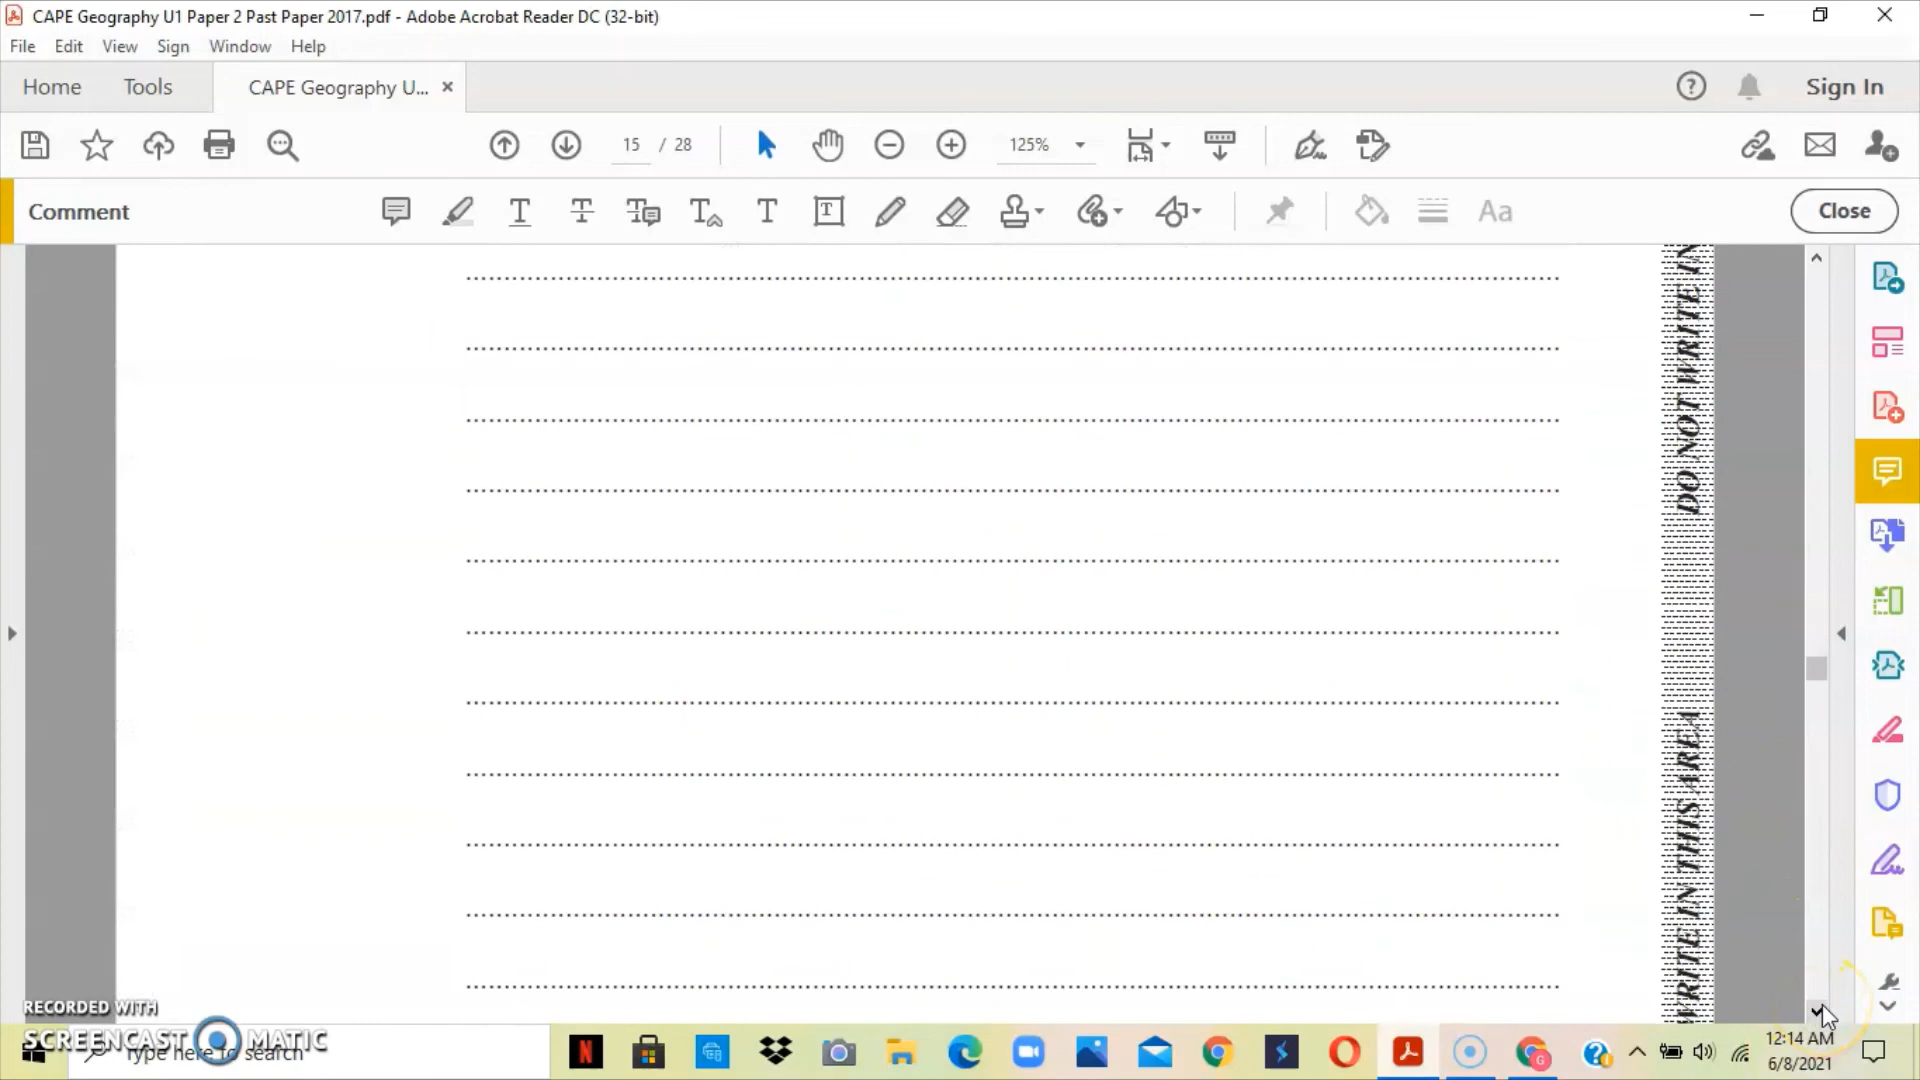 CAPE Geography U1 Paper 2 Past Paper 2017.pdf - Adobe Acrobat Reader DC (32-bit)
File Edit View Sign Window Help
Home Tools CAPE Geography U... × Sign In
15 / 28 125%
Comment Close
DO NOT WRITE IN
WRITE IN THIS AREA
RECORDED WITH
SCREENCAST MATIC
Type here to search
12:14 AM
6/8/2021